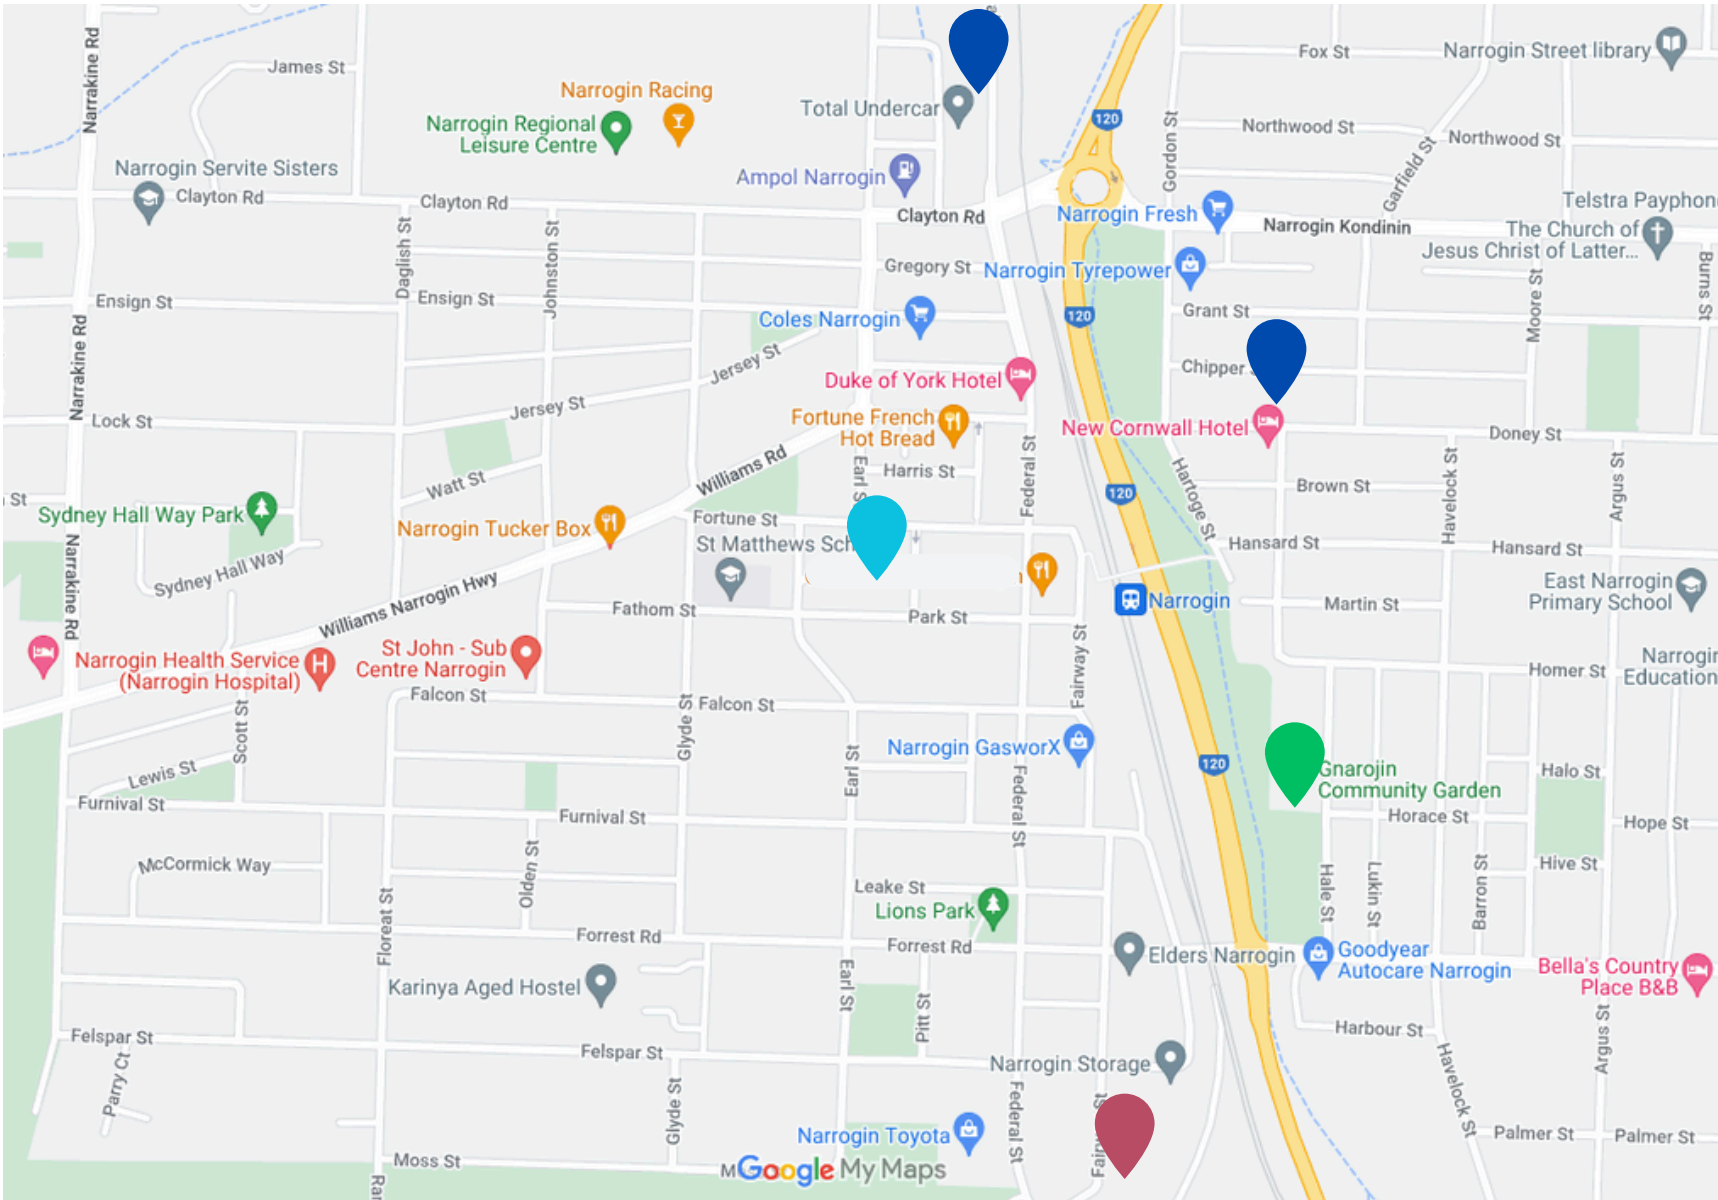 Narrakine Rd
James St
Narrogin Racing
Narrogin Regional
Leisure Centre
Total Undercar
120
Gordon St
Fox St
Narrogin Street library
Northwood St
Northwood St
Garfield St
Narrogin Servite Sisters
Clayton Rd
Clayton Rd
Ampol Narrogin
Clayton Rd
Narrogin Fresh
Narrogin Kondinin
Telstra Payphon
The Church of
Jesus Christ of Latter...
Daglish St
Johnston St
Gregory St
Narrogin Tyrepower
Moore St
Burns St
Ensign St
Ensign St
Coles Narrogin
120
Grant St
Narrakine Rd
Jersey St
Jersey St
Duke of York Hotel
Chipper
Lock St
Fortune French
Hot Bread
New Cornwall Hotel
Doney St
Watt St
Williams Rd
Earl S
Harris St
Federal St
Hartoge St
120
Brown St
Havelock St
Argus St
St
Sydney Hall Way Park
Narrogin Tucker Box
Fortune St
St Matthews Sch
Hansard St
Hansard St
Sydney Hall Way
Narrakine Rd
Williams Narrogin Hwy
Fathom St
Park St
Narrogin
Martin St
East Narrogin
Primary School
St John - Sub
Centre Narrogin
Narrogin Health Service
(Narrogin Hospital)
H
Fairway St
Homer St
Narrogin
Education
Falcon St
Falcon St
Glyde St
Scott St
Earl St
Narrogin GasworX
120
Gnarojin
Community Garden
Halo St
Lewis St
Furnival St
Furnival St
Federal St
Horace St
Hope St
McCormick Way
Olden St
Leake St
Lions Park
Hale St
Lukin St
Barron St
Hive St
Floreat St
Forrest Rd
Forrest Rd
Elders Narrogin
Goodyear
Autocare Narrogin
Bella's Country
Place B&B
Karinya Aged Hostel
Earl St
Pitt St
Harbour St
Argus St
Felspar St
Felspar St
Narrogin Storage
Parry Ct
Glyde St
Federal St
Havelock St
Narrogin Toyota
Palmer St
Palmer St
Moss St
Google My Maps